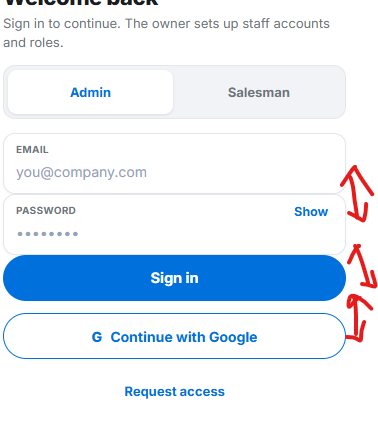 Welcome back
Sign in to continue. The owner sets up staff accounts
and roles.
Admin
Salesman
EMAIL
you@company.com
PASSWORD
Show
••••••••
Sign in
G Continue with Google
Request access